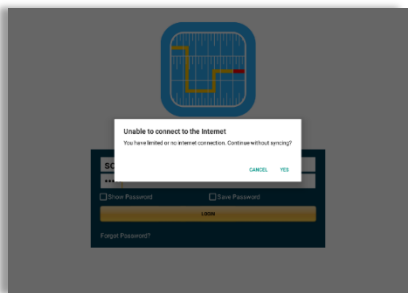 Unable to connect to the Internet
You have limited or no internet connection. Continue without syncing?
CANCEL YES
Show Password Save Password
LOGIN
Forgot Password?